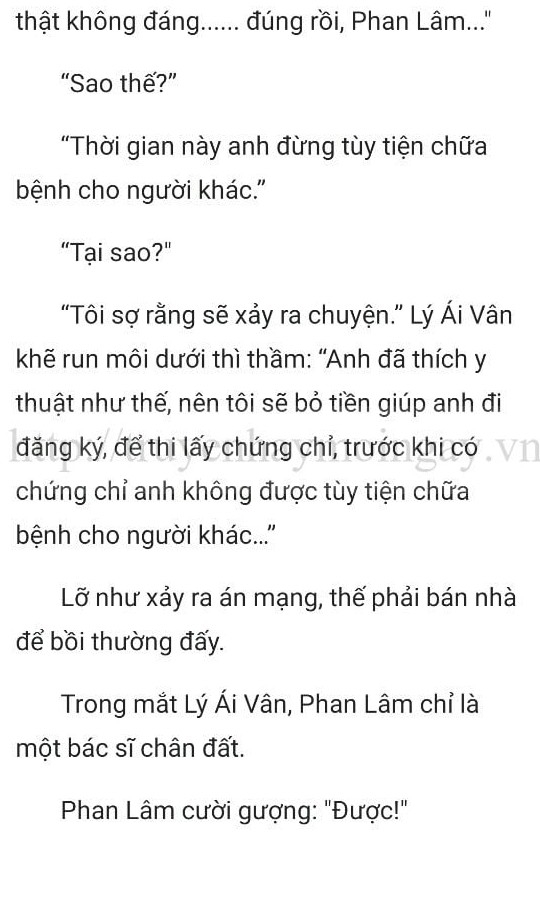 thật không đáng...... đúng rồi, Phan Lâm..."
“Sao thế?”
“Thời gian này anh đừng tùy tiện chữa
bệnh cho người khác.”
“Tại sao?"
“Tôi sợ rằng sẽ xảy ra chuyện.” Lý Ái Vân
khẽ run môi dưới thì thầm: “Anh đã thích y
thuật như thế, nên tôi sẽ bỏ tiền giúp anh đi
đăng ký, để thi lấy chứng chỉ, trước khi có
chứng chỉ anh không được tùy tiện chữa
bệnh cho người khác...”
Lỡ như xảy ra án mạng, thế phải bán nhà
để bồi thường đấy.
Trong mắt Lý Ái Vân, Phan Lâm chỉ là
một bác sĩ chân đất.
Phan Lâm cười gượng: "Được!"
http://truyenhaymoingay.vn